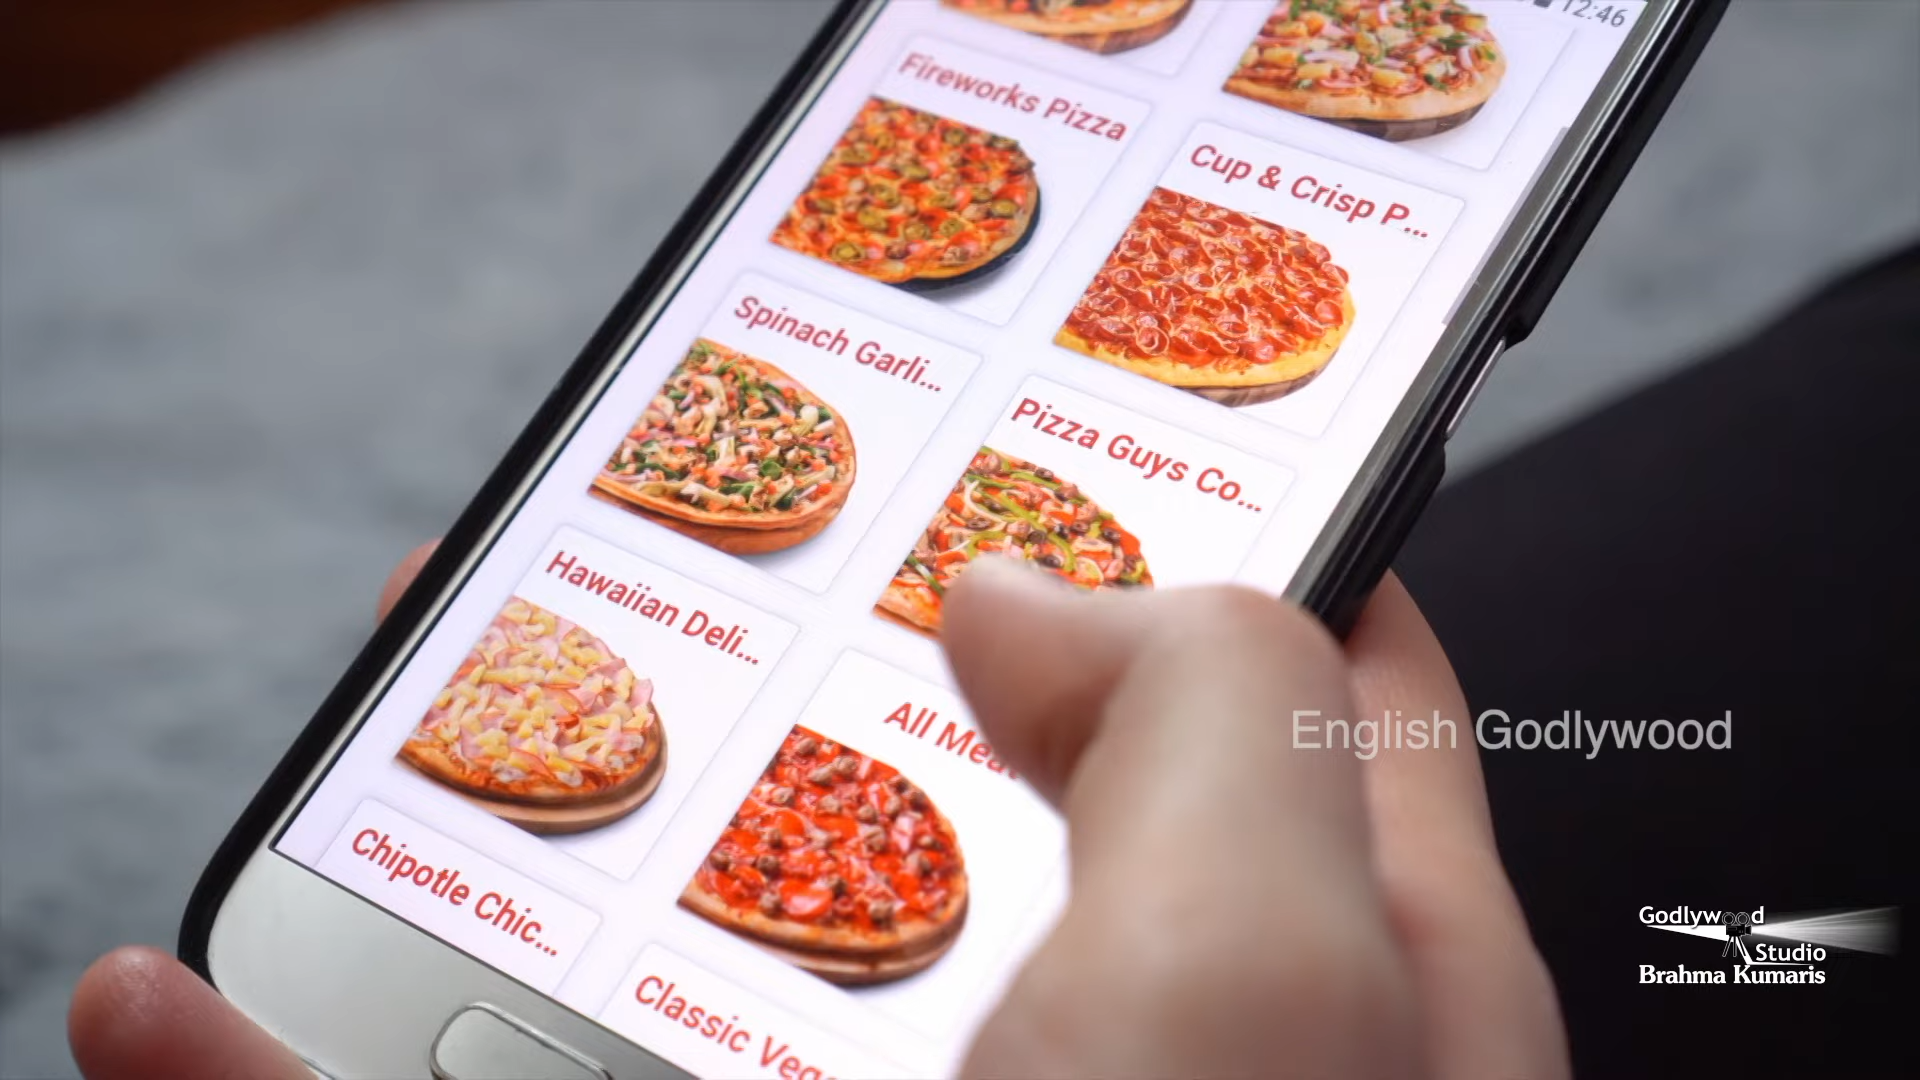 12:46
Fireworks Pizza
Cup & Crisp P...
Spinach Garli...
Pizza Guys Co...
Hawaiian Deli...
All Meat
Chipotle Chic...
Classic Veg
English Godlywood
Godlywood
Studio
Brahma Kumaris